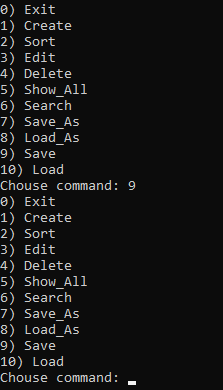 0) Exit
1) Create
2) Sort
3) Edit
4) Delete
5) Show_All
6) Search
7) Save_As
8) Load_As
9) Save
10) Load
Chouse command: 9
0) Exit
1) Create
2) Sort
3) Edit
4) Delete
5) Show_All
6) Search
7) Save_As
8) Load_As
9) Save
10) Load
Chouse command: